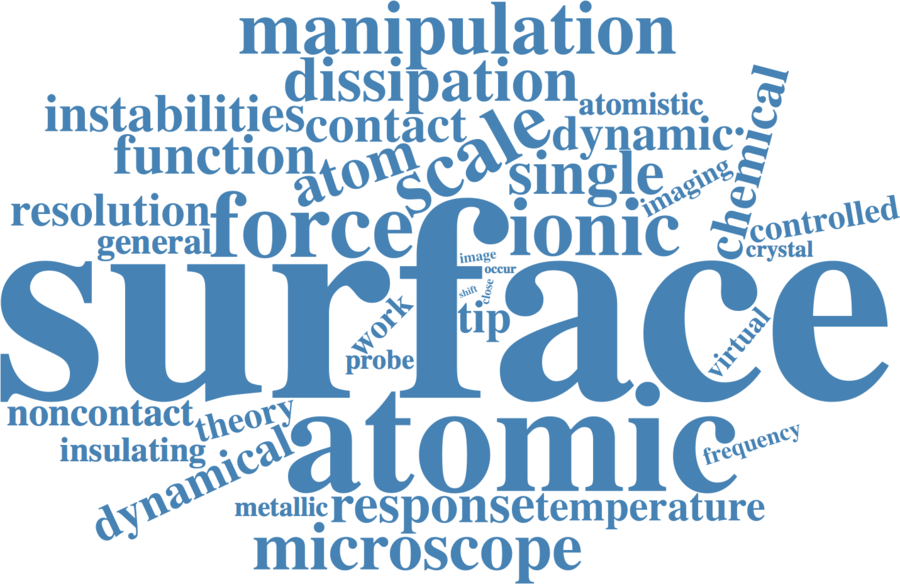 manipulation
dissipation
instabilities
contact
atomistic
chemical
function
atom
scale
dynamic
single
imaging
resolution
force
ionic
controlled
general
crystal
surface
image
occur
shift
close
tip
work
probe
virtual
noncontact
theory
atomic
insulating
frequency
dynamical
metallic
response
temperature
microscope